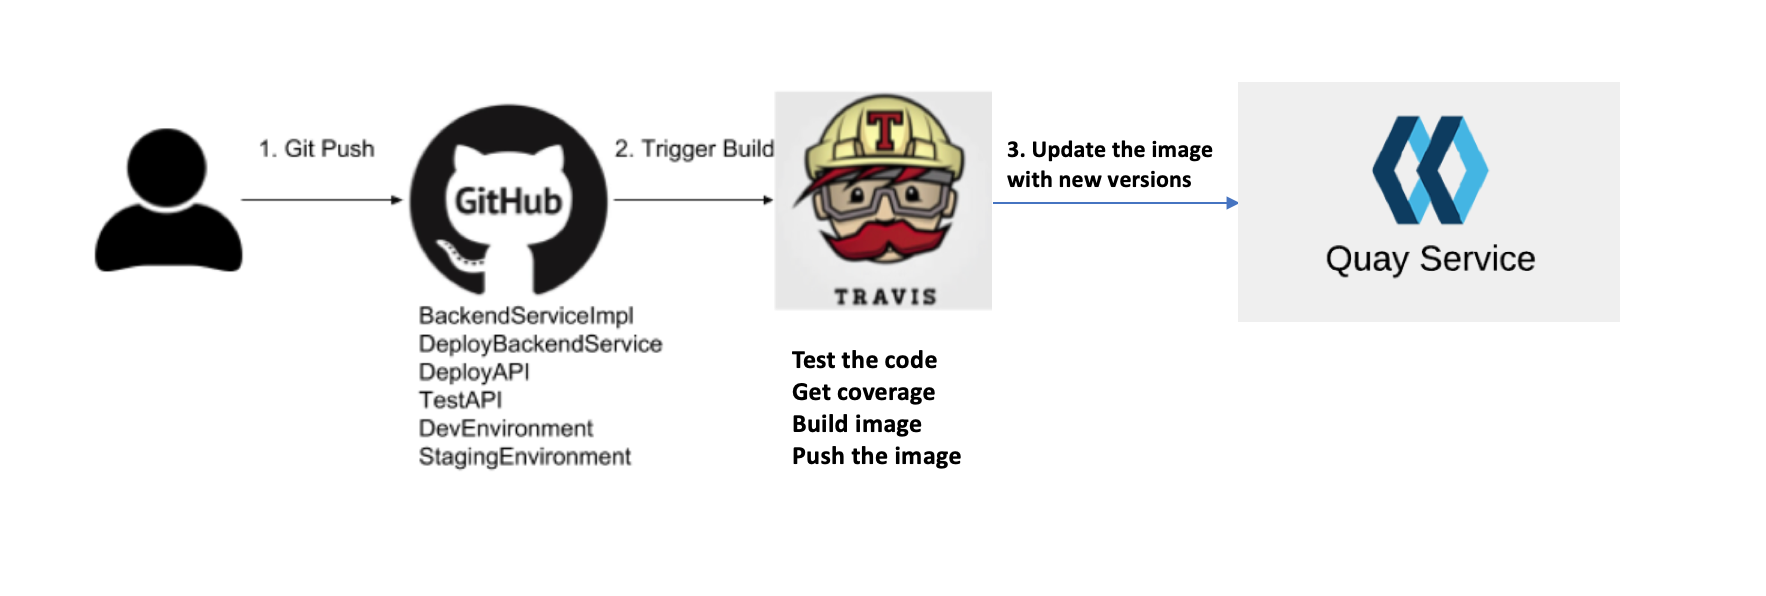 1. Git Push
GitHub
BackendServiceImpl
DeployBackendService
DeployAPI
TestAPI
DevEnvironment
StagingEnvironment
2. Trigger Build
T
TRAVIS
Test the code
Get coverage
Build image
Push the image
3. Update the image
with new versions
Quay Service